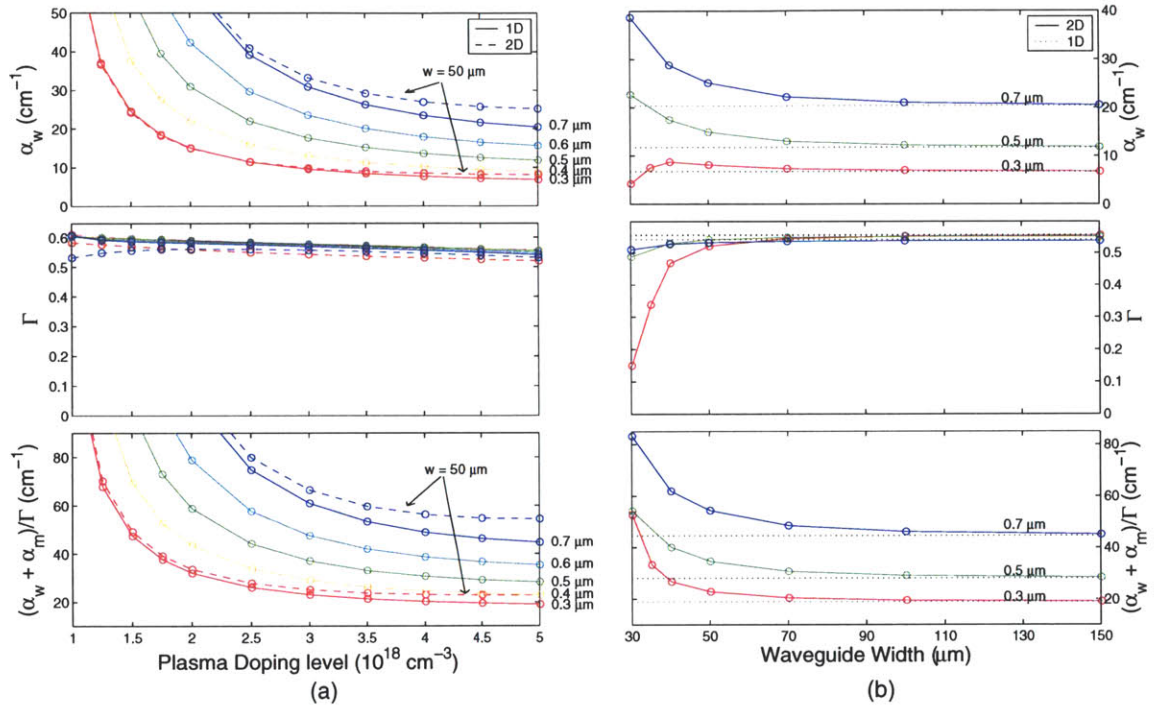 50
40
30
20
10
0
α_w (cm⁻¹)
1D
2D
w = 50 μm
0.7 μm
0.6 μm
0.5 μm
0.4 μm
0.3 μm
0.6
0.5
0.4
0.3
0.2
0.1
0
Γ
80
60
40
20
(α_w + α_m)/Γ (cm⁻¹)
w = 50 μm
0.7 μm
0.6 μm
0.5 μm
0.4 μm
0.3 μm
1 1.5 2 2.5 3 3.5 4 4.5 5
Plasma Doping level (10¹⁸ cm⁻³)
(a)
40
30
20
10
0
α_w (cm⁻¹)
2D
1D
0.7 μm
0.5 μm
0.3 μm
0.5
0.4
0.3
0.2
0.1
0
Γ
80
60
40
20
(α_w + α_m)/Γ (cm⁻¹)
0.7 μm
0.5 μm
0.3 μm
30 50 70 90 110 130 150
Waveguide Width (μm)
(b)